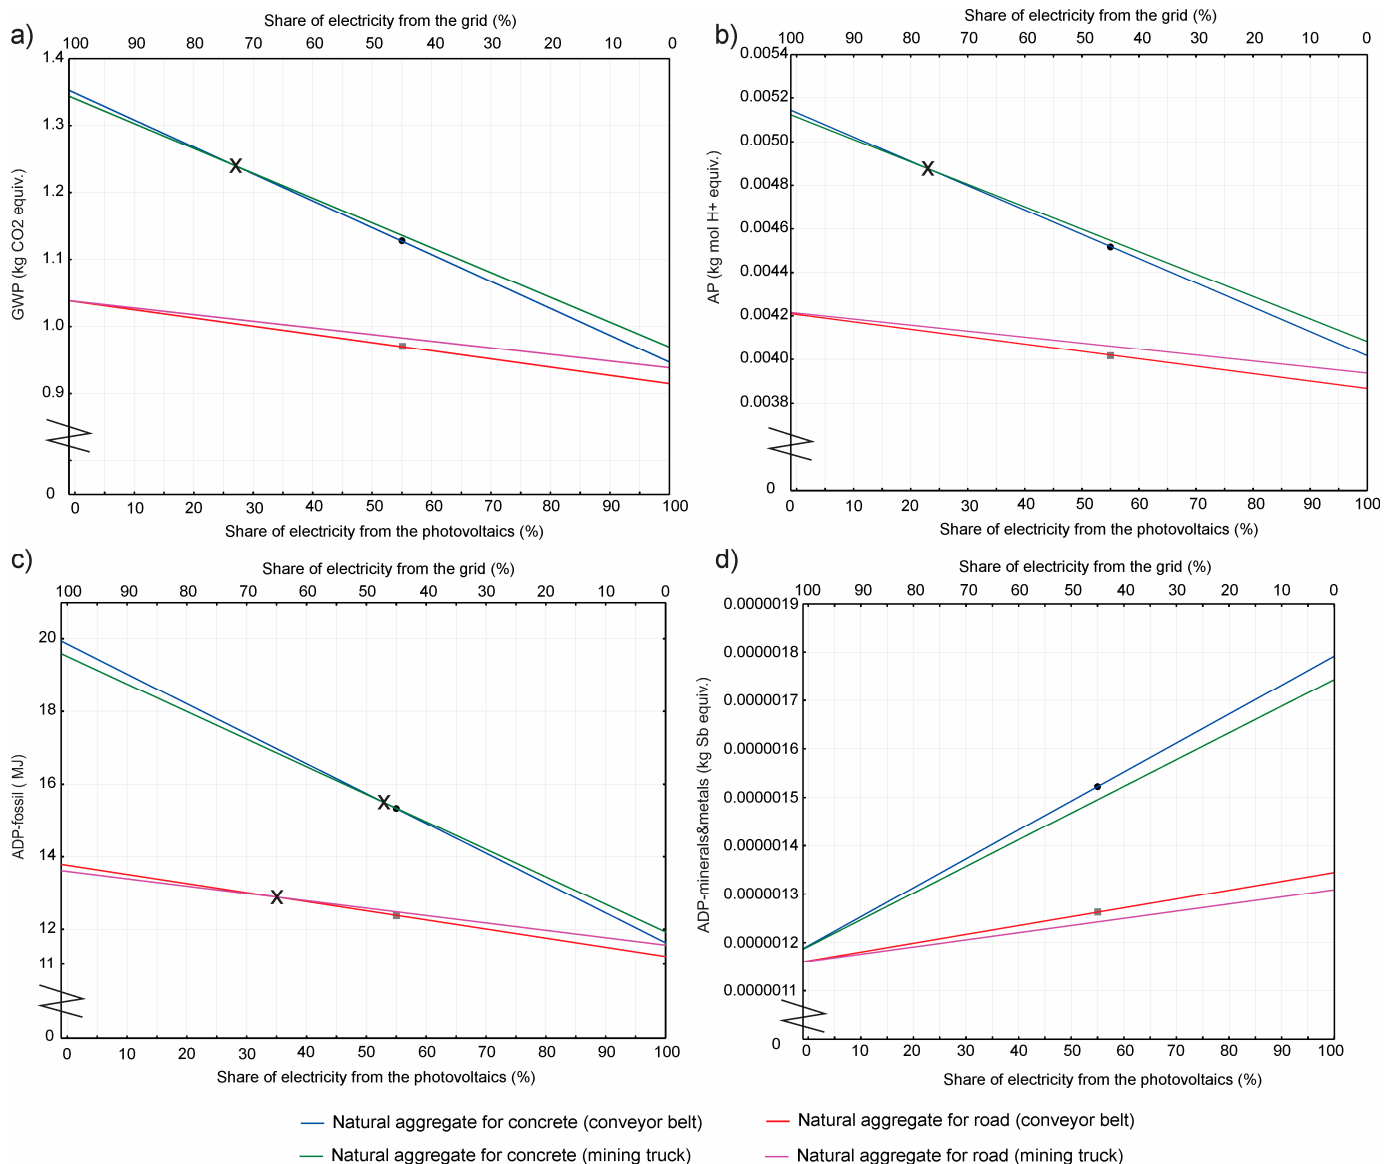 a)
Share of electricity from the grid (%)
100 90 80 70 60 50 40 30 20 10 0
1.4
1.3
1.2
1.1
1.0
0.9
0
GWP (kg CO2 equiv.)
X
0 10 20 30 40 50 60 70 80 90 100
Share of electricity from the photovoltaics (%)
b)
Share of electricity from the grid (%)
100 90 80 70 60 50 40 30 20 10 0
0.0054
0.0052
0.0050
0.0048
0.0046
0.0044
0.0042
0.0040
0.0038
0
AP (kg mol H+ equiv.)
X
0 10 20 30 40 50 60 70 80 90 100
Share of electricity from the photovoltaics (%)
c)
Share of electricity from the grid (%)
100 90 80 70 60 50 40 30 20 10 0
20
18
16
14
12
11
0
ADP-fossil ( MJ)
X
X
0 10 20 30 40 50 60 70 80 90 100
Share of electricity from the photovoltaics (%)
d)
Share of electricity from the grid (%)
100 90 80 70 60 50 40 30 20 10 0
0.0000019
0.0000018
0.0000017
0.0000016
0.0000015
0.0000014
0.0000013
0.0000012
0.0000011
0
ADP-minerals&metals (kg Sb equiv.)
0 10 20 30 40 50 60 70 80 90 100
Share of electricity from the photovoltaics (%)
Natural aggregate for concrete (conveyor belt)
Natural aggregate for road (conveyor belt)
Natural aggregate for concrete (mining truck)
Natural aggregate for road (mining truck)